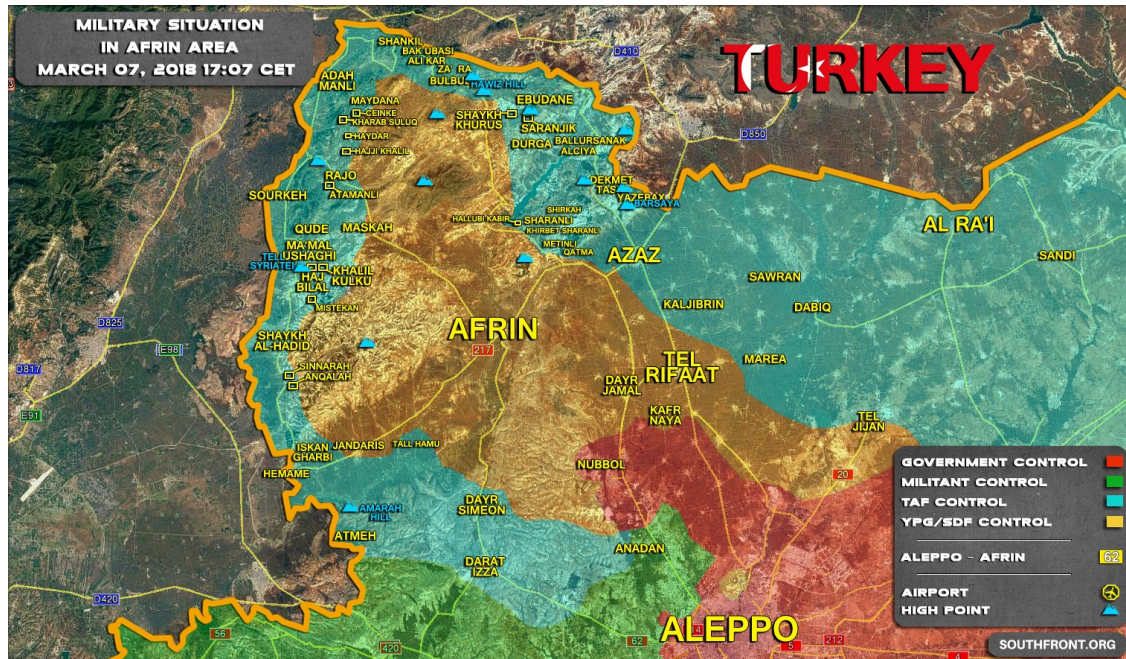 MILITARY SITUATION
IN AFRIN AREA
MARCH 07, 2018 17:07 CET
TURKEY
D410
D850
SHANKIL
BAK'UBASI
ALI KAR
ZA' RA
BULBUL
HAWIZ HILL
ADAH
MANLI
MAYDANA
CEINKE
KHARAB SULUQ
HAYDAR
HAJJI KHALIL
SHAYKH
KHURUS
EBUDANE
SARANJIK
DURGA
BALLURSANAK
ALCIYA
RAJO
ATAMANLI
DEKMET
TAS
YAZEBAX
BARSAYA
SOURKEH
SHIRKAH
HALLUBI KABIR
SHARANLI
KHIRBET SHARANLI
METINLI
QATMA
QUDE
MASKAH
MA'MAL
USHAGHI
TELL
SYRIATEL
HAJ
BILAL
KHALIL
KULKU
MISTEKAN
AZAZ
AL RA'I
SANDI
SAWRAN
KALJIBRIN
DABIQ
D825
E98
D817
E91
AFRIN
217
SHAYKH
AL-HADID
SINNARAH
ANQALAH
TEL
RIFAAT
MAREA
DAYR
JAMAL
KAFR
NAYA
TEL
JIJAN
ISKAN
GHARBI
JANDARIS
TALL HAMU
HEMAME
NUBBOL
20
AMARAH
HILL
ATMEH
DAYR
SIMEON
DARAT
IZZA
ANADAN
D420
56
420
62
ALEPPO
4
212
5
4
GOVERNMENT CONTROL
MILITANT CONTROL
TAF CONTROL
YPG/SDF CONTROL
ALEPPO - AFRIN
62
AIRPORT
HIGH POINT
SOUTHFRONT.ORG